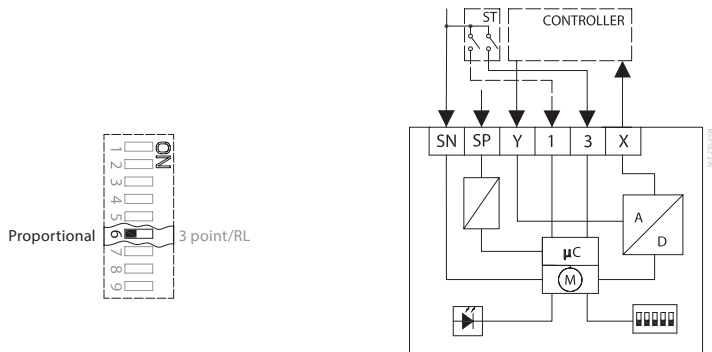 ON
1
2
3
4
5
6
7
8
9
Proportional
3 point/RL
ST
CONTROLLER
SN SP Y 1 3 X
A
D
µC
M